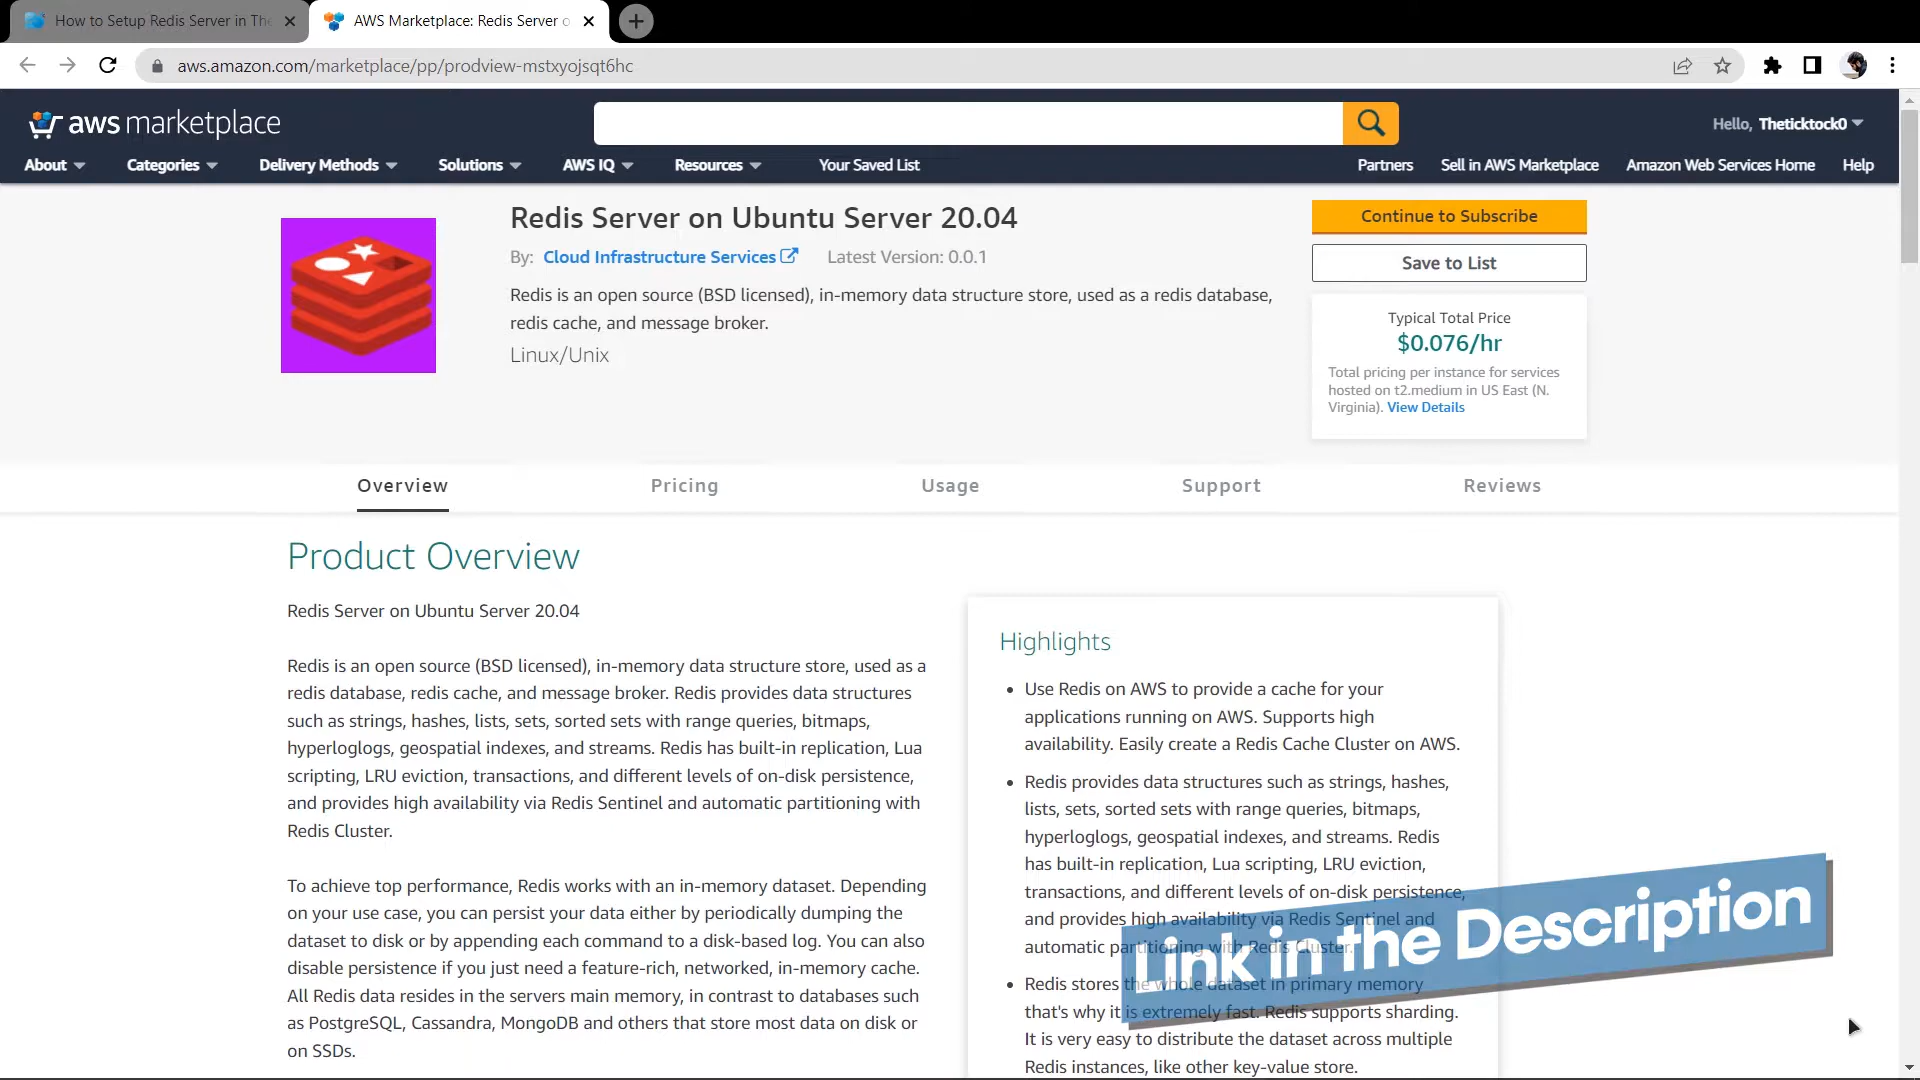 How to Setup Redis Server in The
AWS Marketplace: Redis Server o
aws.amazon.com/marketplace/pp/prodview-mstxyojsqt6hc
aws marketplace
Hello, Theticktock0
About Categories Delivery Methods Solutions AWS IQ Resources Your Saved List Partners Sell in AWS Marketplace Amazon Web Services Home Help
Redis Server on Ubuntu Server 20.04
By: Cloud Infrastructure Services Latest Version: 0.0.1
Redis is an open source (BSD licensed), in-memory data structure store, used as a redis database,
redis cache, and message broker.
Linux/Unix
Continue to Subscribe
Save to List
Typical Total Price
$0.076/hr
Total pricing per instance for services
hosted on t2.medium in US East (N.
Virginia). View Details
Overview Pricing Usage Support Reviews
Product Overview
Redis Server on Ubuntu Server 20.04
Redis is an open source (BSD licensed), in-memory data structure store, used as a
redis database, redis cache, and message broker. Redis provides data structures
such as strings, hashes, lists, sets, sorted sets with range queries, bitmaps,
hyperloglogs, geospatial indexes, and streams. Redis has built-in replication, Lua
scripting, LRU eviction, transactions, and different levels of on-disk persistence,
and provides high availability via Redis Sentinel and automatic partitioning with
Redis Cluster.
To achieve top performance, Redis works with an in-memory dataset. Depending
on your use case, you can persist your data either by periodically dumping the
dataset to disk or by appending each command to a disk-based log. You can also
disable persistence if you just need a feature-rich, networked, in-memory cache.
All Redis data resides in the servers main memory, in contrast to databases such
as PostgreSQL, Cassandra, MongoDB and others that store most data on disk or
on SSDs.
Highlights
• Use Redis on AWS to provide a cache for your
applications running on AWS. Supports high
availability. Easily create a Redis Cache Cluster on AWS.
• Redis provides data structures such as strings, hashes,
lists, sets, sorted sets with range queries, bitmaps,
hyperloglogs, geospatial indexes, and streams. Redis
has built-in replication, Lua scripting, LRU eviction,
transactions, and different levels of on-disk persistence,
and provides high availability via Redis Sentinel and
automatic partitioning with Redis Cluster.
• Redis stores the whole dataset in primary memory
that's why it is extremely fast. Redis supports sharding.
It is very easy to distribute the dataset across multiple
Redis instances, like other key-value store.
Link in the Description